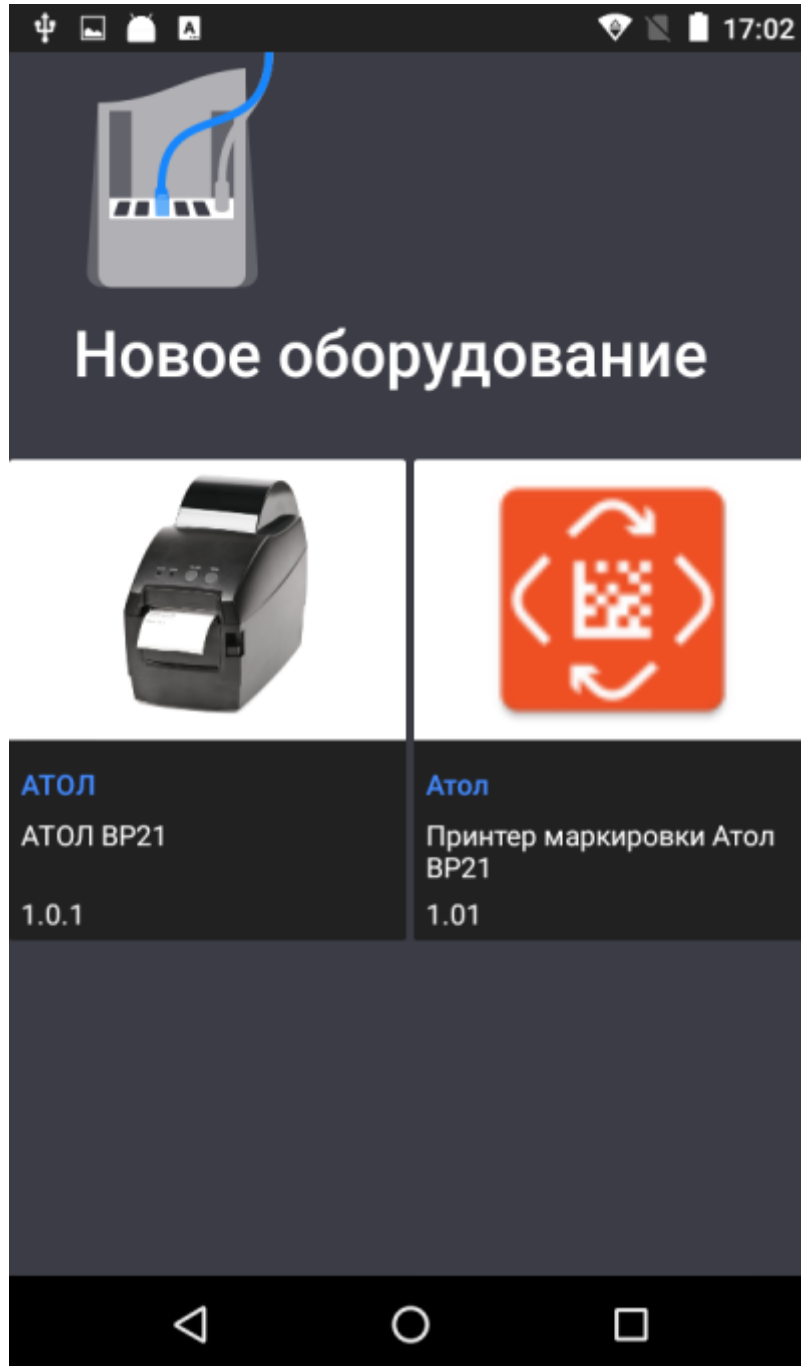 17:02
Новое оборудование
АТОЛ
АТОЛ BP21
1.0.1
Атол
Принтер маркировки Атол
BP21
1.01